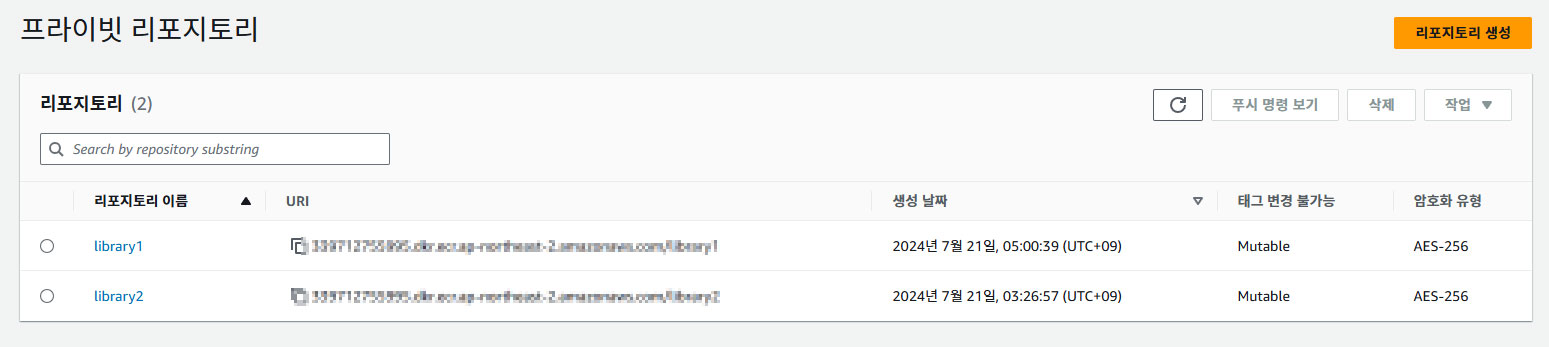 프라이빗 리포지토리
리포지토리 생성
리포지토리 (2)
푸시 명령 보기
삭제
작업
Search by repository substring
리포지토리 이름 URI 생성 날짜 태그 변경 불가능 암호화 유형
library1 2024년 7월 21일, 05:00:39 (UTC+09) Mutable AES-256
library2 2024년 7월 21일, 03:26:57 (UTC+09) Mutable AES-256